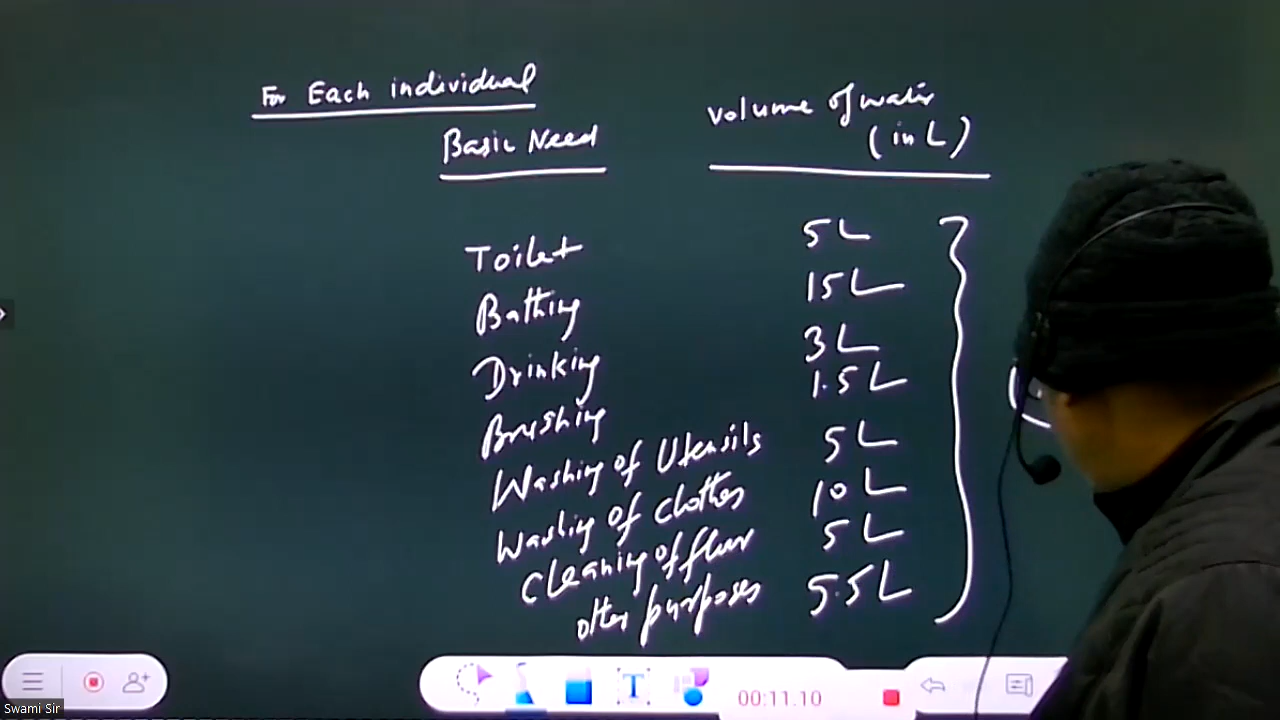 For Each individual
Basic Need
Volume of water
(in L)
Toilet 5L
Bathing 15L
Drinking 3L
Brushing 1.5L
Washing of Utensils 5L
Washing of clothes 10L
Cleaning of floor 5L
other purposes 5.5L
T
00:11.10
Swami Sir